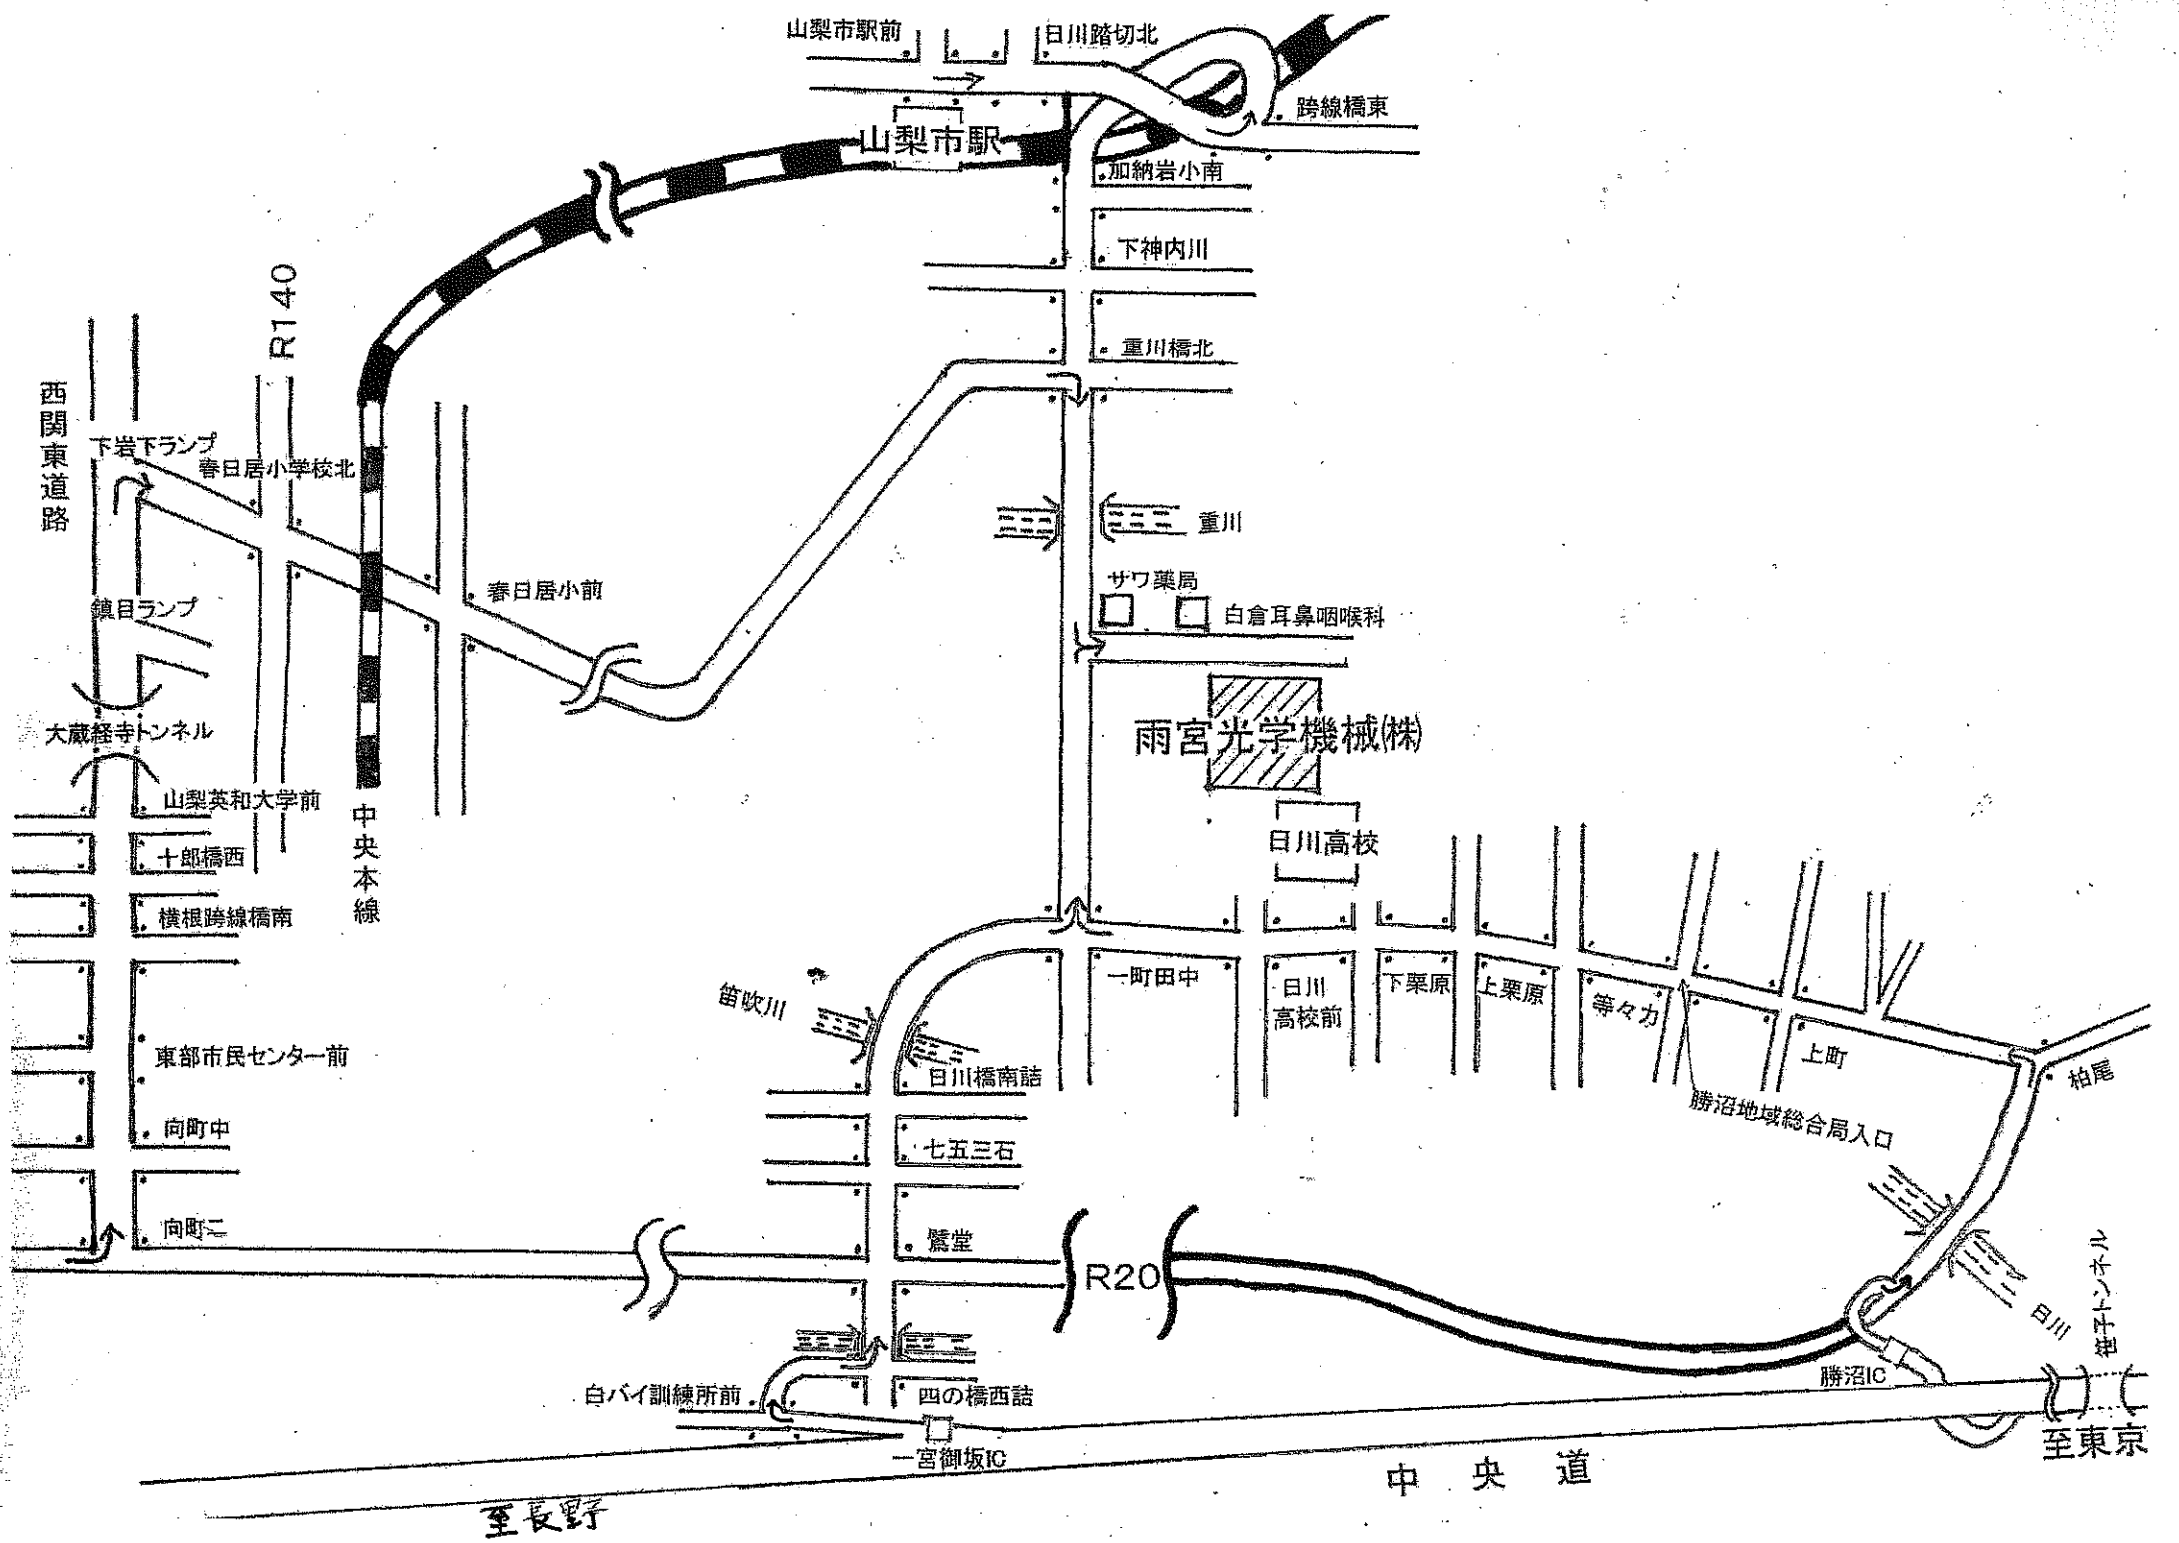 山梨市駅前
日川踏切北
跨線橋東
山梨市駅
加納岩小南
下神内川
重川橋北
R140
西関東道路
下岩下ランプ
春日居小学校北
春日居小前
鎮目ランプ
大蔵経寺トンネル
山梨英和大学前
十郎橋西
横根跨線橋南
東部市民センター前
向町中
向町二
中央本線
重川
サワ薬局
白倉耳鼻咽喉科
雨宮光学機械(株)
日川高校
一町田中
日川
高校前
下栗原
上栗原
等々力
勝沼地域総合局入口
上町
柏尾
笛吹川
日川橋南詰
七五三石
鷺堂
R20
日川
笹子トンネル
勝沼IC
白バイ訓練所前
四の橋西詰
一宮御坂IC
中央道
至東京
至長野